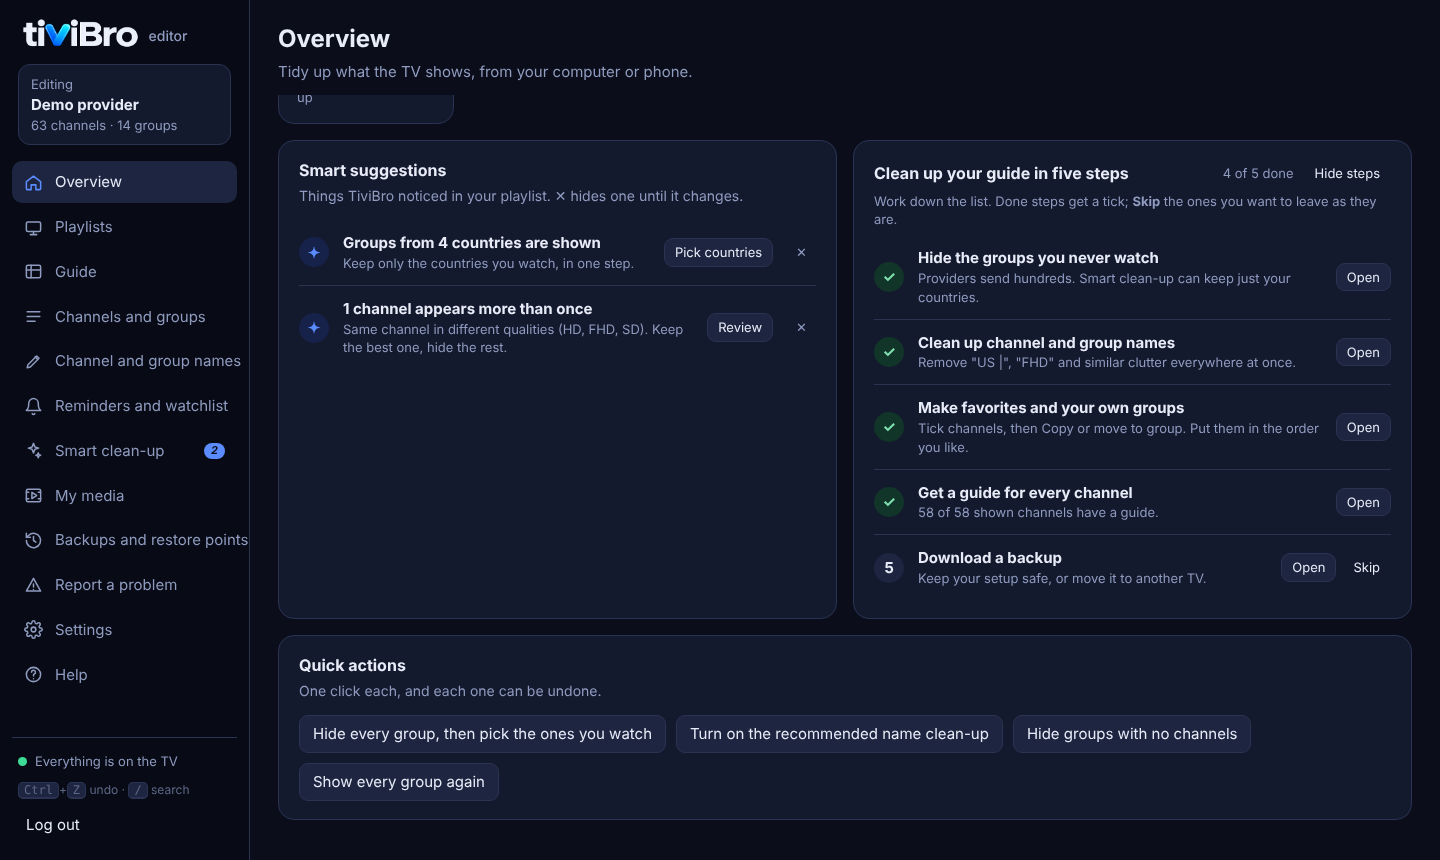 tiviBro editor
Editing
Demo provider
63 channels · 14 groups
Overview
Playlists
Guide
Channels and groups
Channel and group names
Reminders and watchlist
Smart clean-up 2
My media
Backups and restore points
Report a problem
Settings
Help
Everything is on the TV
Ctrl+Z undo · / search
Log out
Overview
Tidy up what the TV shows, from your computer or phone.
up
Smart suggestions
Things TiviBro noticed in your playlist. ✕ hides one until it changes.
Groups from 4 countries are shown
Keep only the countries you watch, in one step.
Pick countries ✕
1 channel appears more than once
Same channel in different qualities (HD, FHD, SD). Keep
the best one, hide the rest.
Review ✕
Clean up your guide in five steps
4 of 5 done Hide steps
Work down the list. Done steps get a tick; Skip the ones you want to leave as they
are.
Hide the groups you never watch
Providers send hundreds. Smart clean-up can keep just your
countries.
Open
Clean up channel and group names
Remove "US |", "FHD" and similar clutter everywhere at once.
Open
Make favorites and your own groups
Tick channels, then Copy or move to group. Put them in the order
you like.
Open
Get a guide for every channel
58 of 58 shown channels have a guide.
Open
5
Download a backup
Keep your setup safe, or move it to another TV.
Open Skip
Quick actions
One click each, and each one can be undone.
Hide every group, then pick the ones you watch
Turn on the recommended name clean-up
Hide groups with no channels
Show every group again